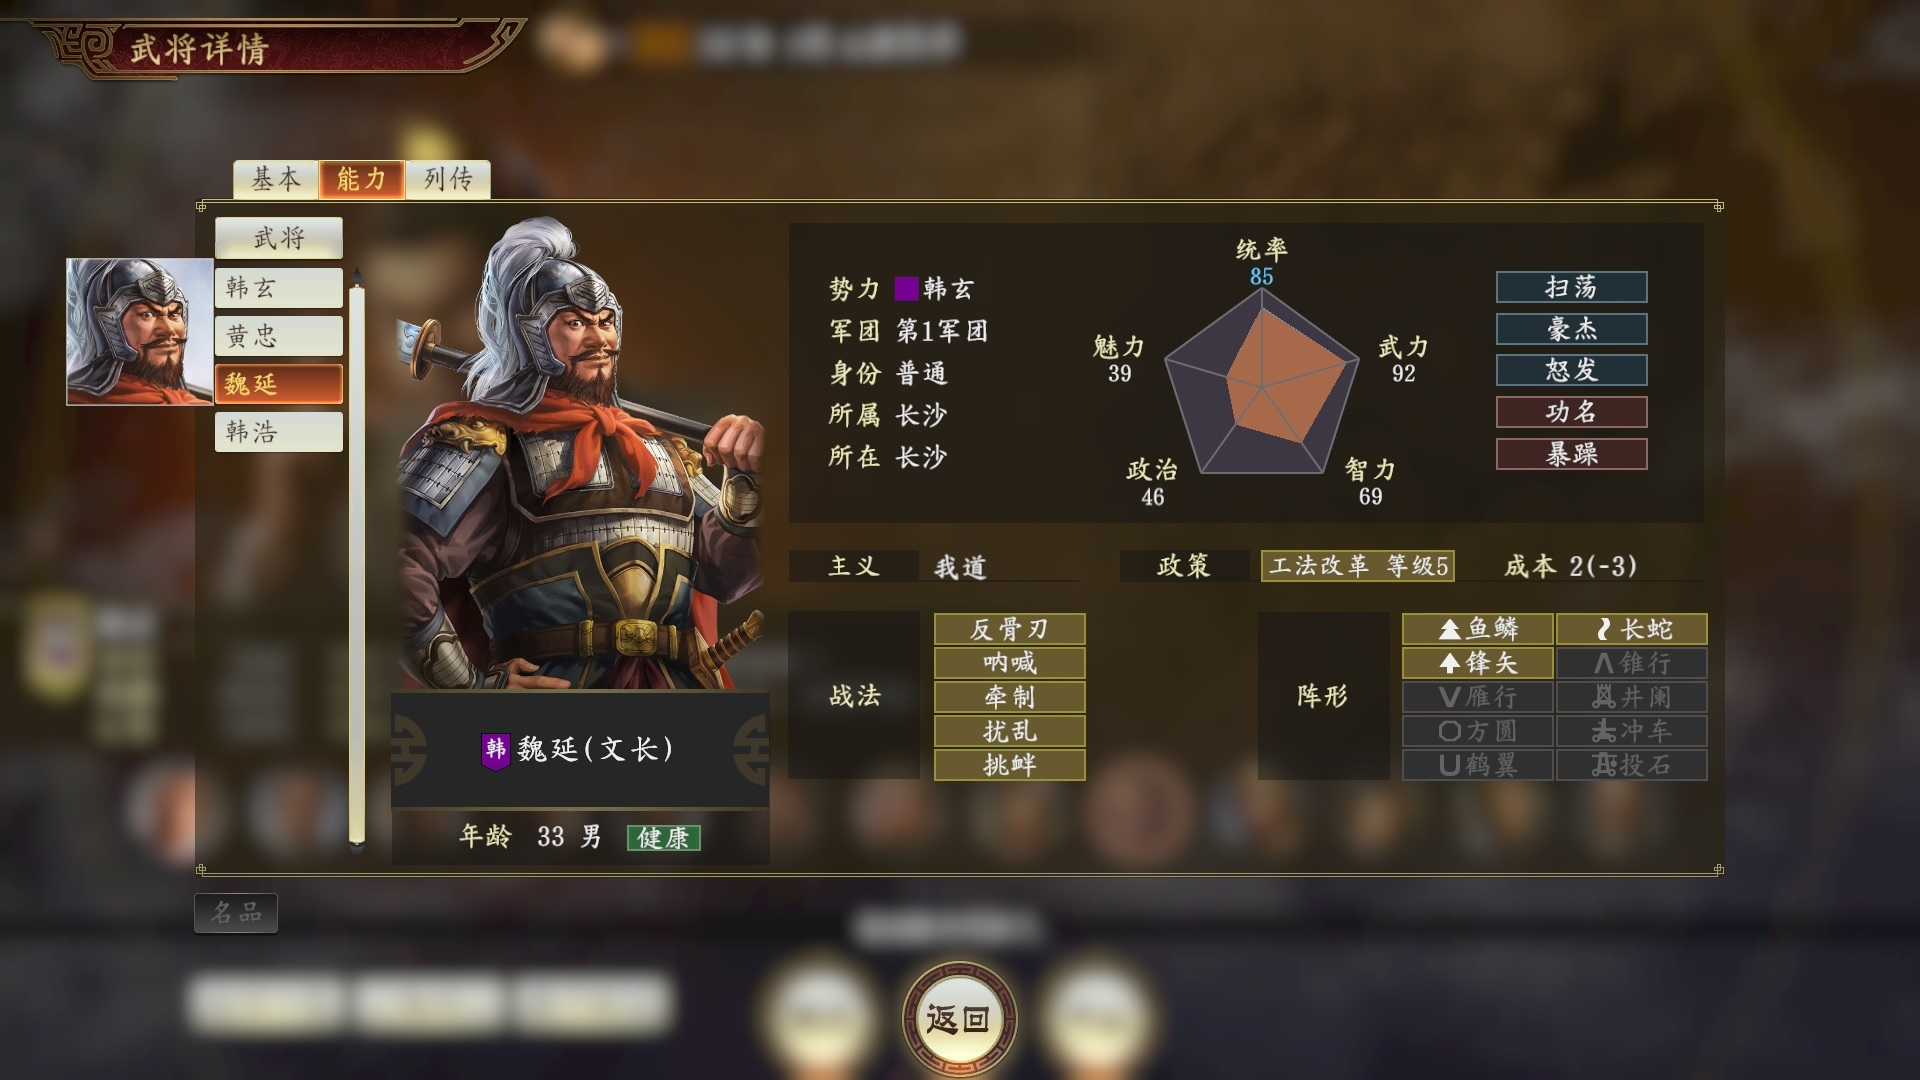 武将详情
基本 能力 列传
武将
韩玄
黄忠
魏延
韩浩
韩 魏延(文长)
年龄 33 男 健康
势力 韩玄
军团 第1军团
身份 普通
所属 长沙
所在 长沙
统率
85
魅力
39
武力
92
政治
46
智力
69
扫荡
豪杰
怒发
功名
暴躁
主义 我道
政策 工法改革 等级5 成本 2(-3)
战法
反骨刃
呐喊
牵制
扰乱
挑衅
阵形
鱼鳞 长蛇
锋矢 锥行
雁行 井阑
方圆 冲车
鹤翼 投石
名品
返回